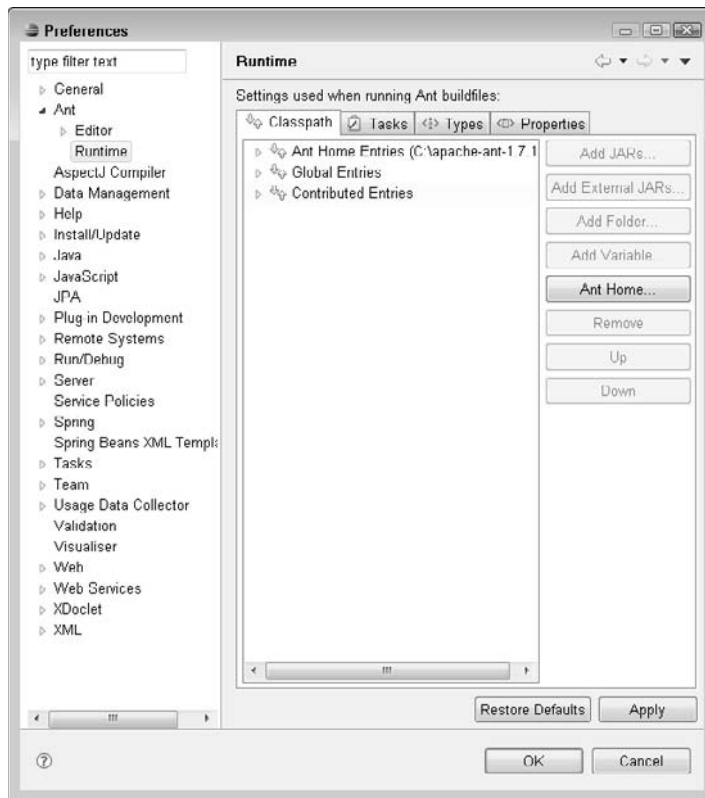 Preferences
type filter text
General
Ant
Editor
Runtime
AspectJ Compiler
Data Management
Help
Install/Update
Java
JavaScript
JPA
Plug-in Development
Remote Systems
Run/Debug
Server
Service Policies
Spring
Spring Beans XML Templa
Tasks
Team
Usage Data Collector
Validation
Visualiser
Web
Web Services
XDoclet
XML
Runtime
Settings used when running Ant buildfiles:
Classpath Tasks Types Properties
Ant Home Entries (C:\apache-ant-1.7.1
Global Entries
Contributed Entries
Add JARs...
Add External JARs...
Add Folder...
Add Variable...
Ant Home...
Remove
Up
Down
Restore Defaults Apply
OK Cancel